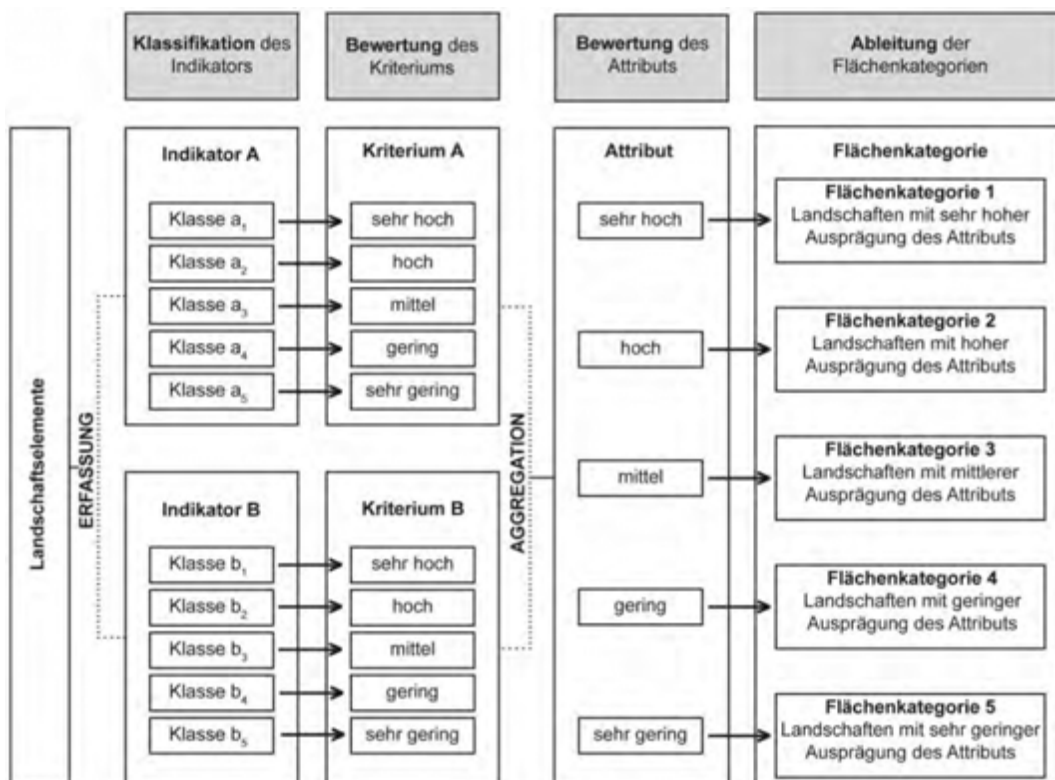 Klassifikation des
Indikators
Bewertung des
Kriteriums
Bewertung des
Attributs
Ableitung der
Flächenkategorien
Landschaftselemente
ERFASSUNG
Indikator A
Klasse a1
Klasse a2
Klasse a3
Klasse a4
Klasse a5
Kriterium A
sehr hoch
hoch
mittel
gering
sehr gering
Indikator B
Klasse b1
Klasse b2
Klasse b3
Klasse b4
Klasse b5
Kriterium B
sehr hoch
hoch
mittel
gering
sehr gering
AGGREGATION
Attribut
sehr hoch
hoch
mittel
gering
sehr gering
Flächenkategorie
Flächenkategorie 1
Landschaften mit sehr hoher
Ausprägung des Attributs
Flächenkategorie 2
Landschaften mit hoher
Ausprägung des Attributs
Flächenkategorie 3
Landschaften mit mittlerer
Ausprägung des Attributs
Flächenkategorie 4
Landschaften mit geringer
Ausprägung des Attributs
Flächenkategorie 5
Landschaften mit sehr geringer
Ausprägung des Attributs